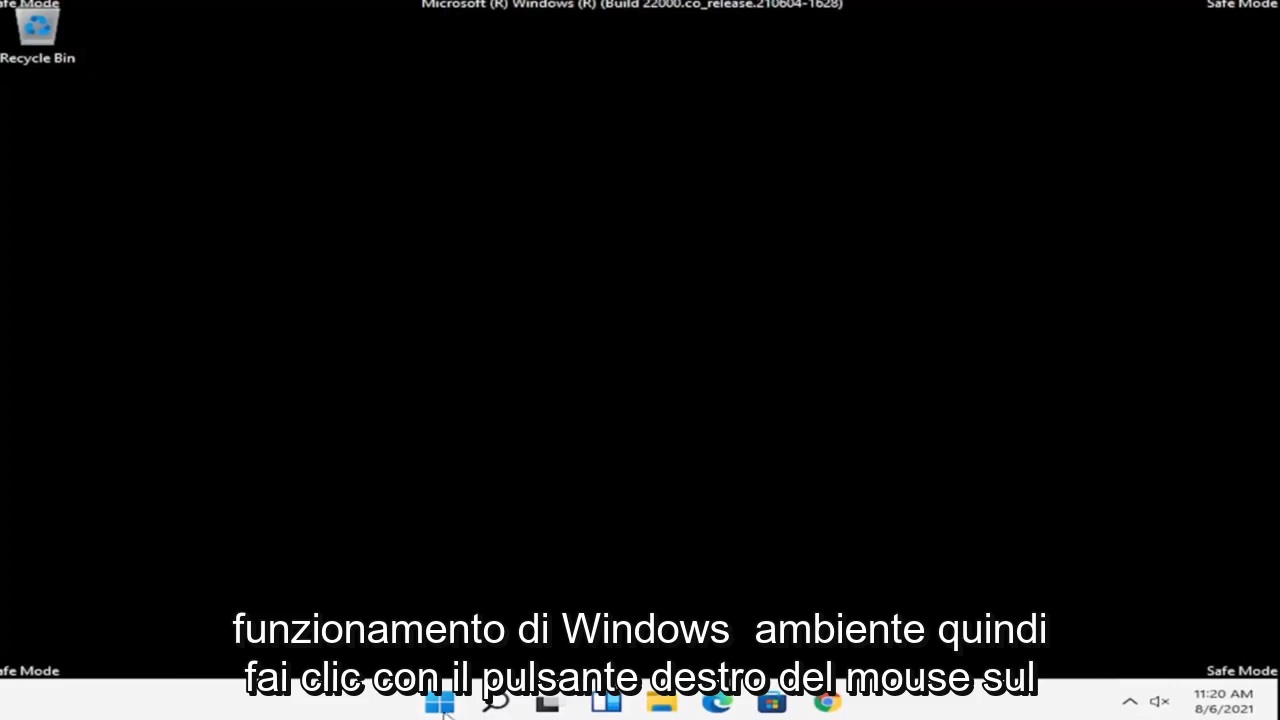 afe Mode
Microsoft (R) Windows (R) (Build 22000.co_release.210604-1628)
Safe Mode
Recycle Bin
funzionamento di Windows  ambiente quindi
fai clic con il pulsante destro del mouse sul
afe Mode
Safe Mode
11:20 AM
8/6/2021